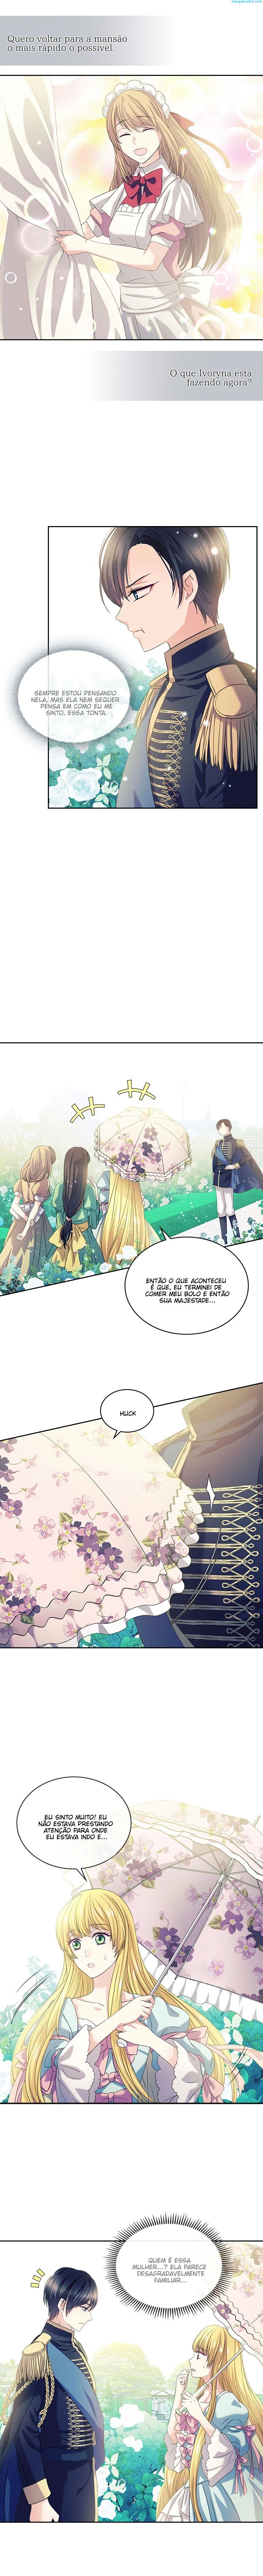 Quero voltar para a mansão
o mais rápido o possível.
O que Ivoryna esta
fazendo agora?
SEMPRE ESTOU PENSANDO
NELA, MAS ELA NEM SEQUER
PENSA EM COMO EU ME
SINTO, ESSA TONTA.
ENTÃO O QUE ACONTECEU
É QUE, EU TERMINEI DE
COMER MEU BOLO E ENTÃO
SUA MAJESTADE...
HUCK
EU SINTO MUITO! EU
NÃO ESTAVA PRESTANDO
ATENÇÃO PARA ONDE
EU ESTAVA INDO E...
QUEM É ESSA
MULHER...? ELA PARECE
DESAGRADAVELMENTE
FAMILIAR...